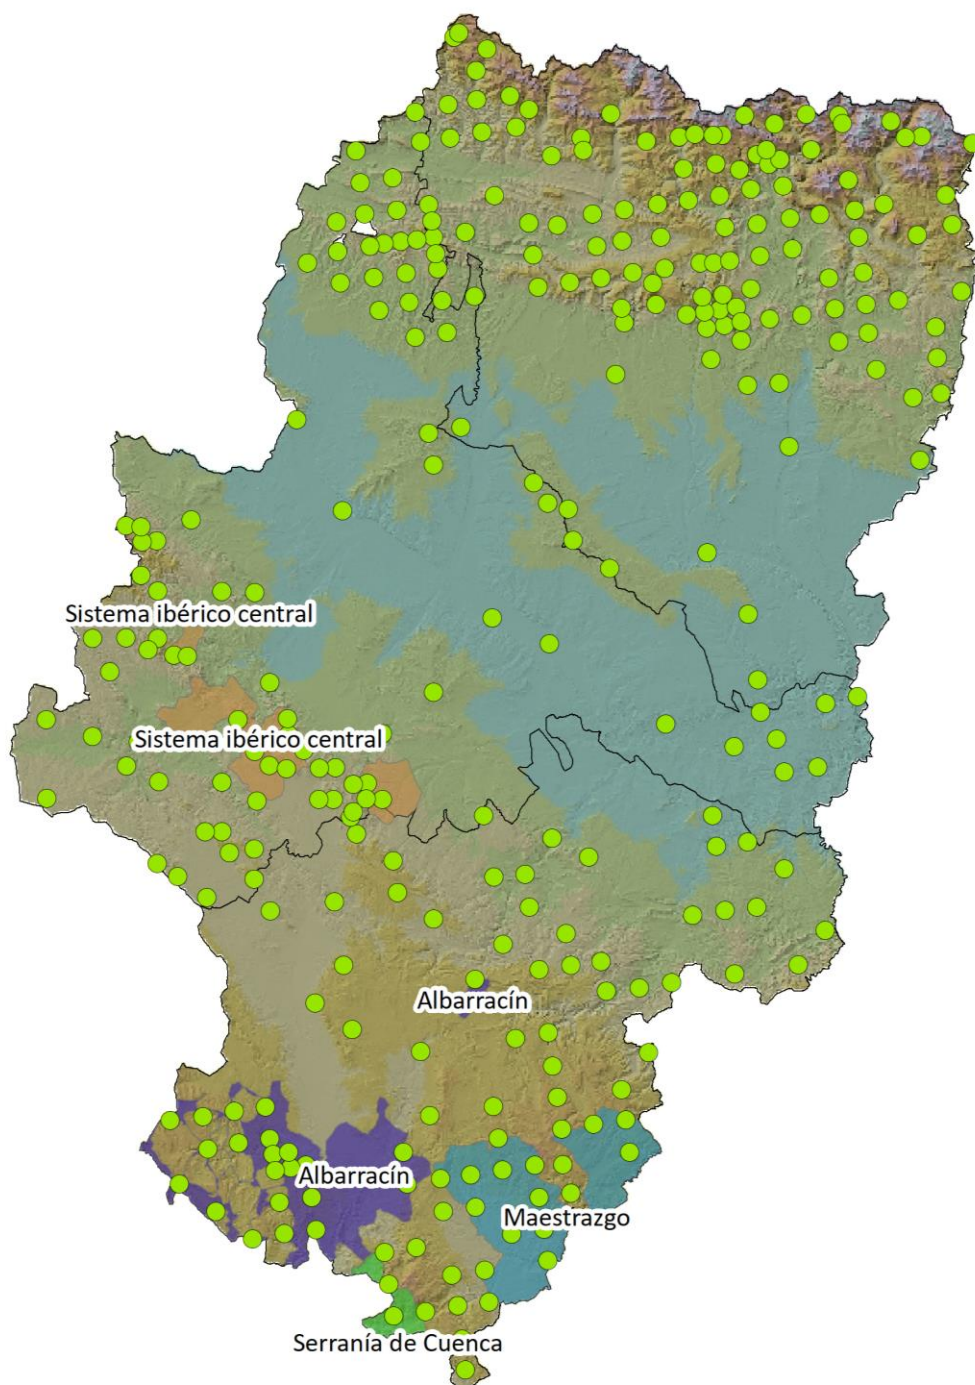 Sistema ibérico central
Sistema ibérico central
Albarracín
Albarracín
Maestrazgo
Serranía de Cuenca